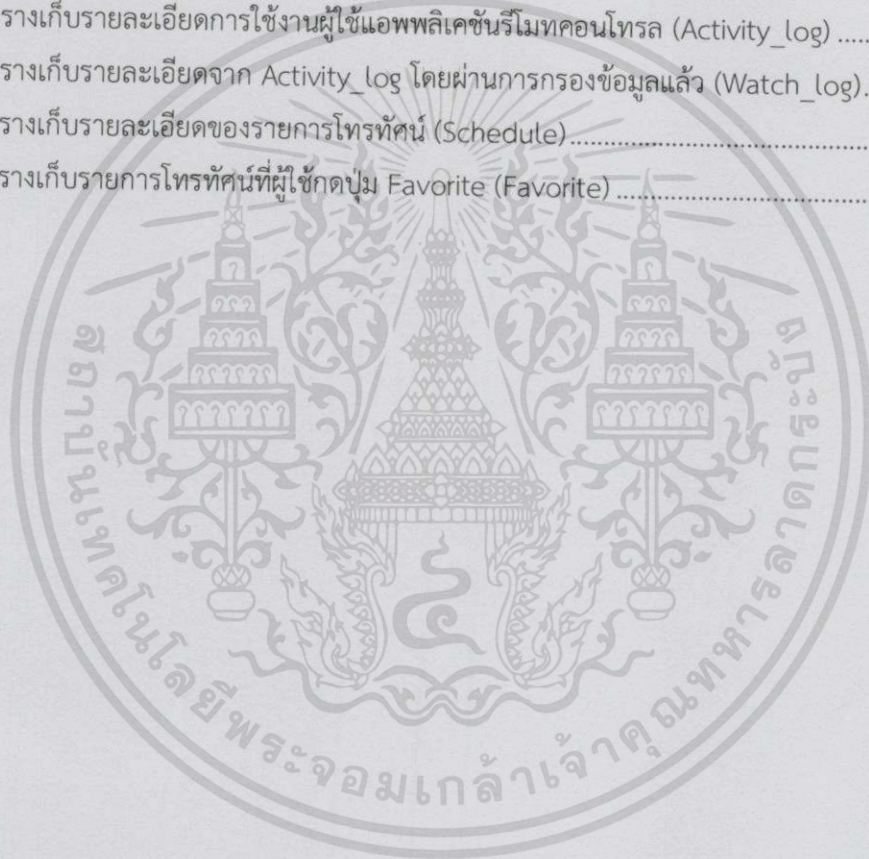 รางเก็บรายละเอียดการใช้งานผู้ใช้แอพพลิเคชันรีโมทคอนโทรล (Activity_log) .....
รางเก็บรายละเอียดจาก Activity_log โดยผ่านการกรองข้อมูลแล้ว (Watch_log).
รางเก็บรายละเอียดของรายการโทรทัศน์ (Schedule)..........................................
รางเก็บรายการโทรทัศน์ที่ผู้ใช้กดปุ่ม Favorite (Favorite) ...................................
สถาบันเทคโนโลยีพระจอมเกล้าเจ้าคุณทหารลาดกระบัง
๔